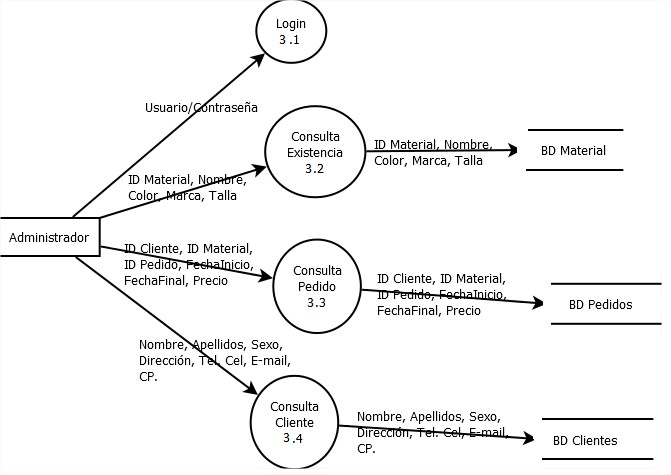 Login
3 .1
Usuario/Contraseña
Consulta
Existencia
3.2
ID Material, Nombre,
Color, Marca, Talla
BD Material
ID Material, Nombre,
Color, Marca, Talla
Administrador
ID Cliente, ID Material,
ID Pedido, FechaInicio,
FechaFinal, Precio
Consulta
Pedido
3.3
ID Cliente, ID Material,
ID Pedido, FechaInicio,
FechaFinal, Precio
BD Pedidos
Nombre, Apellidos, Sexo,
Dirección, Tel. Cel, E-mail,
CP.
Consulta
Cliente
3.4
Nombre, Apellidos, Sexo,
Dirección, Tel. Cel, E-mail,
CP.
BD Clientes